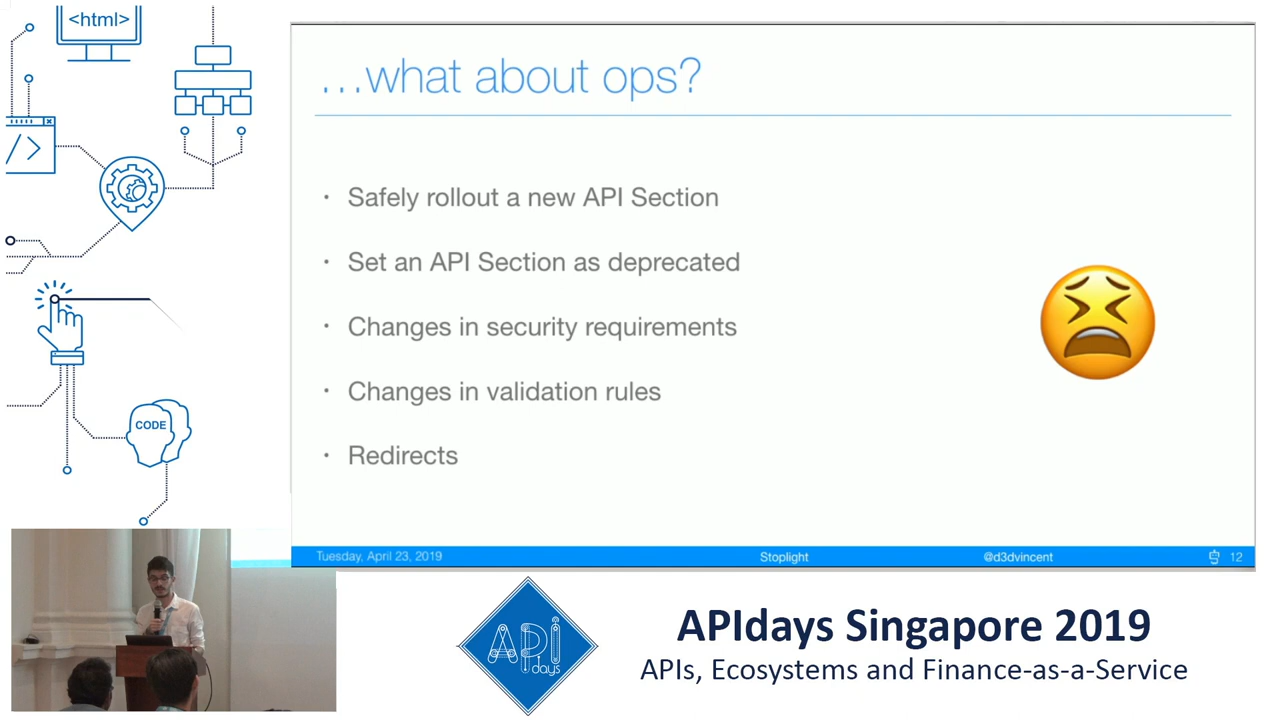 <html>
…what about ops?
• Safely rollout a new API Section
• Set an API Section as deprecated
• Changes in security requirements
• Changes in validation rules
• Redirects
Tuesday, April 23, 2019 Stoplight @d3dvincent 12
</>
CODE
API days
APIdays Singapore 2019
APIs, Ecosystems and Finance-as-a-Service